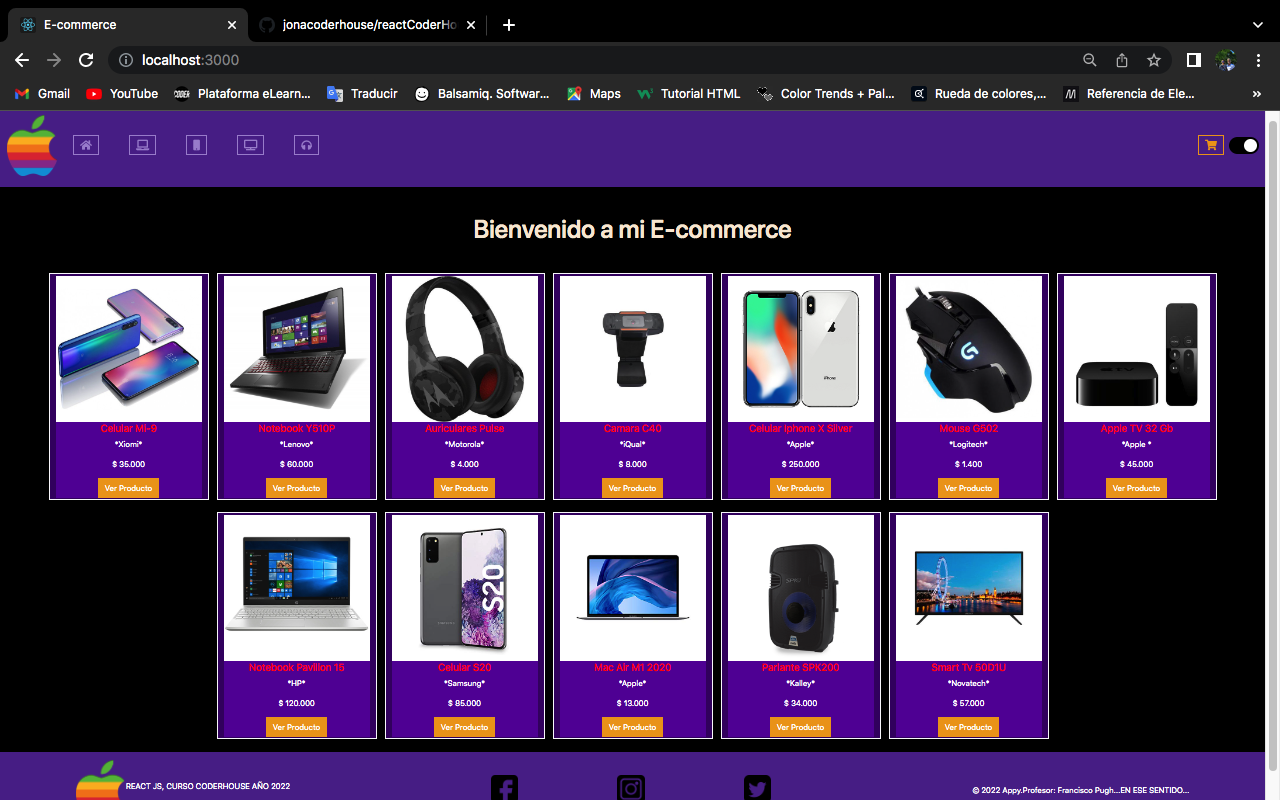 E-commerce
jonacoderhouse/reactCoderHo
localhost:3000
Gmail
YouTube
Plataforma eLearn...
Traducir
Balsamiq. Softwar...
Maps
Tutorial HTML
Color Trends + Pal...
Rueda de colores,...
Referencia de Ele...
»
Bienvenido a mi E-commerce
Celular Mi-9
*Xiomi*
$ 35.000
Ver Producto
Notebook Y510P
*Lenovo*
$ 60.000
Ver Producto
Auriculares Pulse
*Motorola*
$ 4.000
Ver Producto
Camara C40
*iQual*
$ 8.000
Ver Producto
iPhone
Celular Iphone X Silver
*Apple*
$ 250.000
Ver Producto
Mouse G502
*Logitech*
$ 1.400
Ver Producto
tv
Apple TV 32 Gb
*Apple *
$ 45.000
Ver Producto
Notebook Pavilion 15
*HP*
$ 120.000
Ver Producto
S20
Celular S20
*Samsung*
$ 85.000
Ver Producto
Mac Air M1 2020
*Apple*
$ 13.000
Ver Producto
Parlante SPK200
*Kalley*
$ 34.000
Ver Producto
Smart Tv 50D1U
*Novatech*
$ 57.000
Ver Producto
REACT JS, CURSO CODERHOUSE AÑO 2022
© 2022 Appy.Profesor: Francisco Pugh...EN ESE SENTIDO...